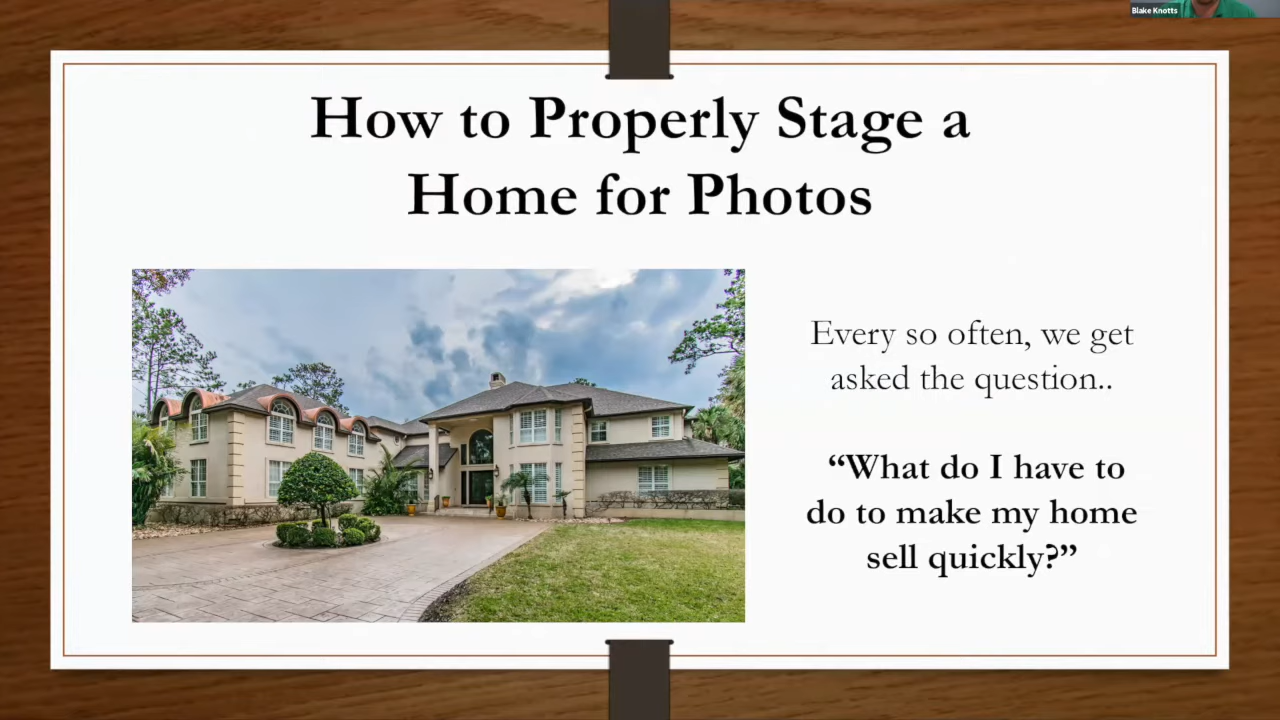 Blake Knotts
How to Properly Stage a
Home for Photos
Every so often, we get
asked the question..
“What do I have to
do to make my home
sell quickly?”